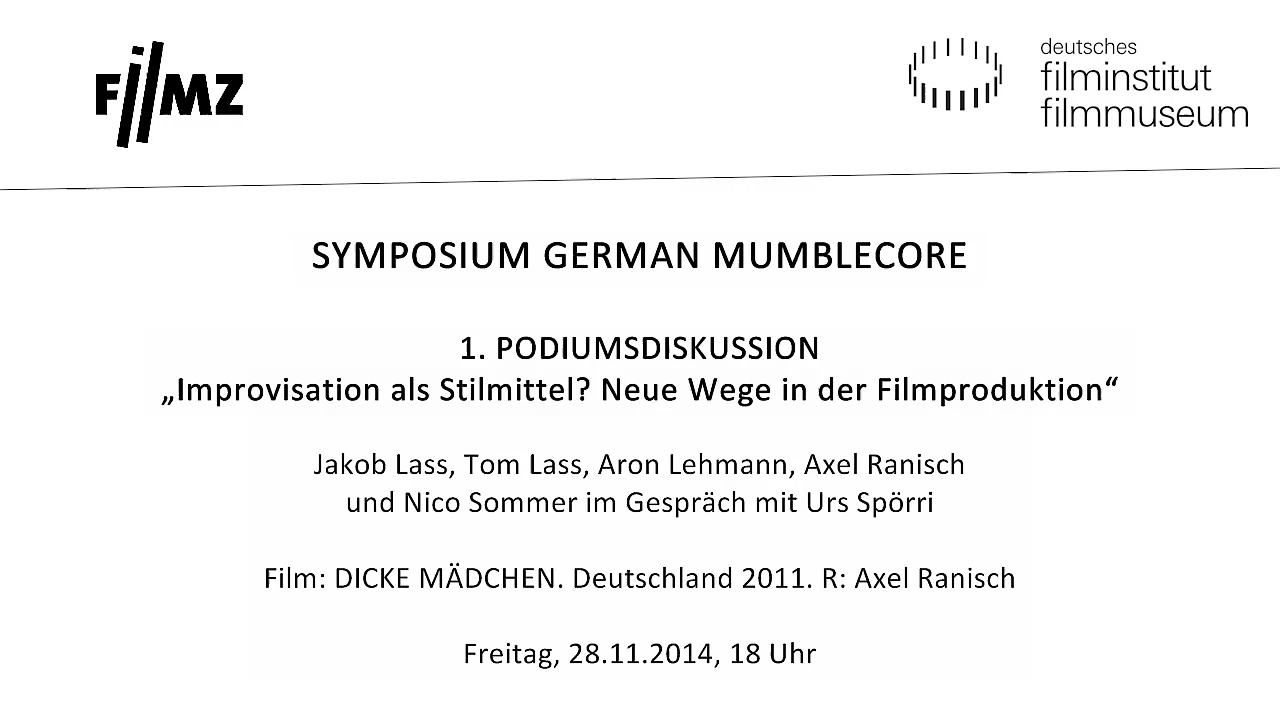 FiLMZ
deutsches
filminstitut
filmmuseum
SYMPOSIUM GERMAN MUMBLECORE
1. PODIUMSDISKUSSION
„Improvisation als Stilmittel? Neue Wege in der Filmproduktion“
Jakob Lass, Tom Lass, Aron Lehmann, Axel Ranisch
und Nico Sommer im Gespräch mit Urs Spörri
Film: DICKE MÄDCHEN. Deutschland 2011. R: Axel Ranisch
Freitag, 28.11.2014, 18 Uhr